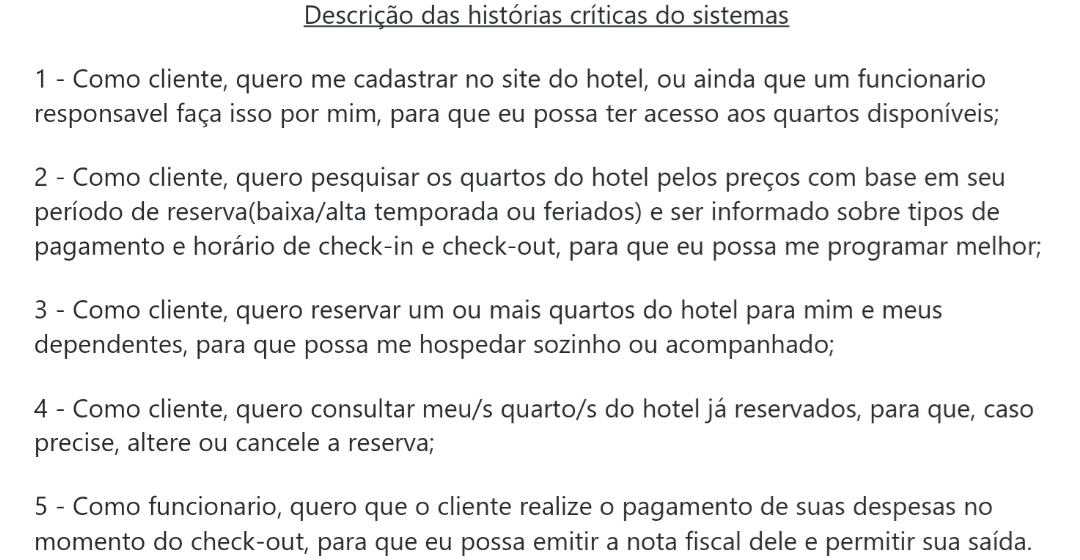 Descrição das histórias críticas do sistemas
1 - Como cliente, quero me cadastrar no site do hotel, ou ainda que um funcionario
responsavel faça isso por mim, para que eu possa ter acesso aos quartos disponíveis;
2 - Como cliente, quero pesquisar os quartos do hotel pelos preços com base em seu
período de reserva(baixa/alta temporada ou feriados) e ser informado sobre tipos de
pagamento e horário de check-in e check-out, para que eu possa me programar melhor;
3 - Como cliente, quero reservar um ou mais quartos do hotel para mim e meus
dependentes, para que possa me hospedar sozinho ou acompanhado;
4 - Como cliente, quero consultar meu/s quarto/s do hotel já reservados, para que, caso
precise, altere ou cancele a reserva;
5 - Como funcionario, quero que o cliente realize o pagamento de suas despesas no
momento do check-out, para que eu possa emitir a nota fiscal dele e permitir sua saída.